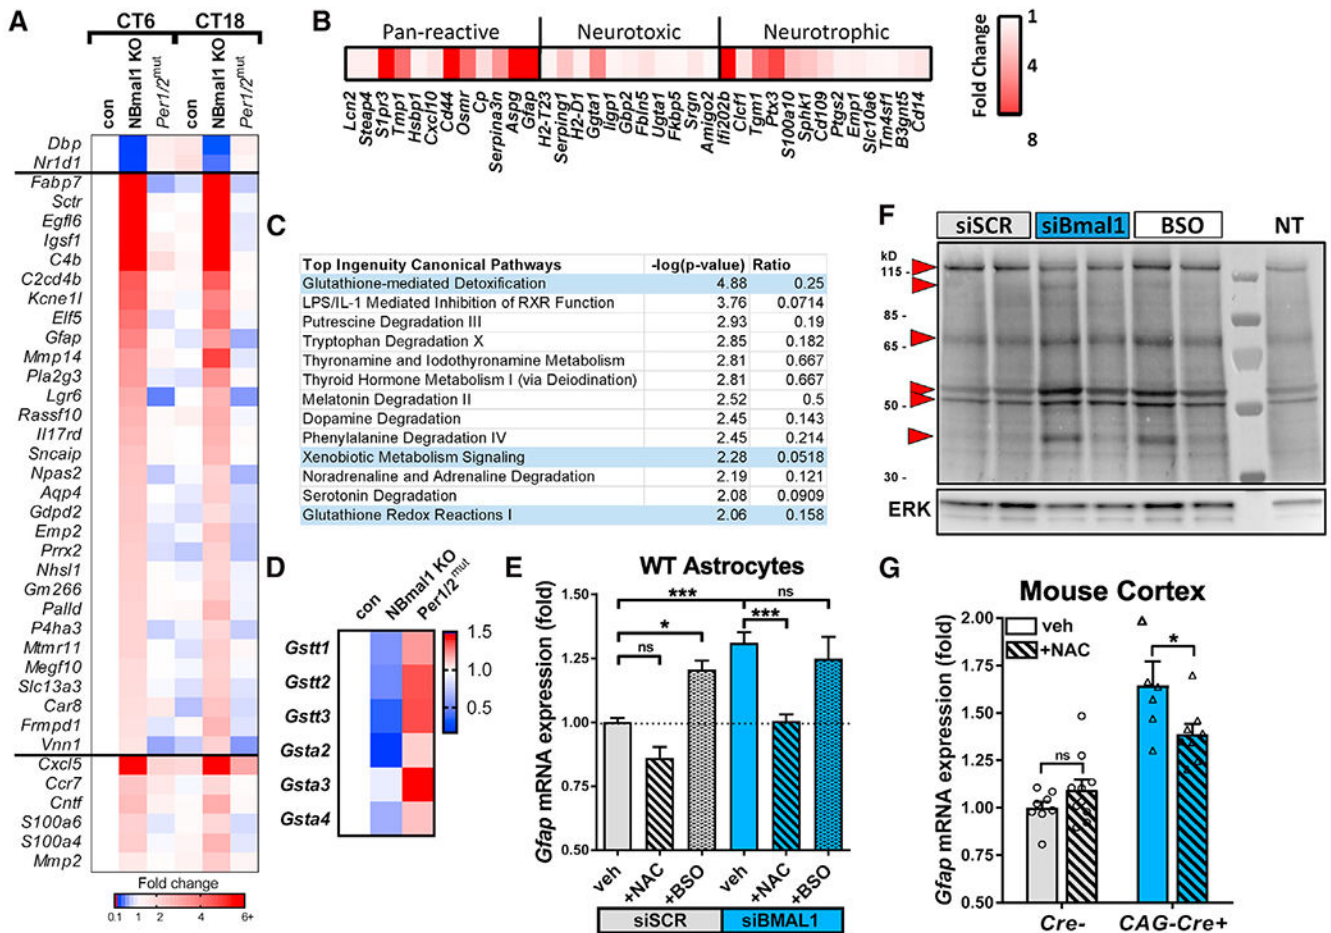 A
CT6 CT18
con NBmal1 KO Per1/2mut con NBmal1 KO Per1/2mut
Dbp
Nr1d1
Fabp7
Sctr
Egfl6
Igsf1
C4b
C2cd4b
Kcne1l
Elf5
Gfap
Mmp14
Pla2g3
Lgr6
Rassf10
Il17rd
Sncaip
Npas2
Aqp4
Gdpd2
Emp2
Prrx2
Nhsl1
Gm266
Palld
P4ha3
Mtmr11
Megf10
Slc13a3
Car8
Frmpd1
Vnn1
Cxcl5
Ccr7
Cntf
S100a6
S100a4
Mmp2
Fold change
0.1 1 2 4 6+
B
Pan-reactive Neurotoxic Neurotrophic
Lcn2 Steap4 S1pr3 Tmp1 Hsbp1 Cxcl10 Cd44 Osmr Cp Serpina3n Aspg Gfap H2-T23 Serping1 H2-D1 Ggta1 Iigp1 Gbp2 Fbln5 Ugta1 Fkbp5 Srgn Amigo2 Ifi202b Clcf1 Tgm1 Ptx3 S100a10 Sphk1 Cd109 Ptgs2 Emp1 Slc10a6 Tm4sf1 B3gnt5 Cd14
Fold Change
1
4
8
C
Top Ingenuity Canonical Pathways -log(p-value) Ratio
Glutathione-mediated Detoxification 4.88 0.25
LPS/IL-1 Mediated Inhibition of RXR Function 3.76 0.0714
Putrescine Degradation III 2.93 0.19
Tryptophan Degradation X 2.85 0.182
Thyronamine and Iodothyronamine Metabolism 2.81 0.667
Thyroid Hormone Metabolism I (via Deiodination) 2.81 0.667
Melatonin Degradation II 2.52 0.5
Dopamine Degradation 2.45 0.143
Phenylalanine Degradation IV 2.45 0.214
Xenobiotic Metabolism Signaling 2.28 0.0518
Noradrenaline and Adrenaline Degradation 2.19 0.121
Serotonin Degradation 2.08 0.0909
Glutathione Redox Reactions I 2.06 0.158
D
con NBmal1 KO Per1/2mut
Gstt1
Gstt2
Gstt3
Gsta2
Gsta3
Gsta4
1.5
1.0
0.5
E
WT Astrocytes
Gfap mRNA expression (fold)
1.50
1.25
1.00
0.75
0.50
ns * *** *** ns
veh +NAC +BSO veh +NAC +BSO
siSCR siBMAL1
F
siSCR siBmal1 BSO NT
kD
115 -
85 -
65 -
50 -
30 -
ERK
G
Mouse Cortex
Gfap mRNA expression (fold)
2.00
1.75
1.50
1.25
1.00
0.75
0.50
veh
+NAC
ns *
Cre- CAG-Cre+